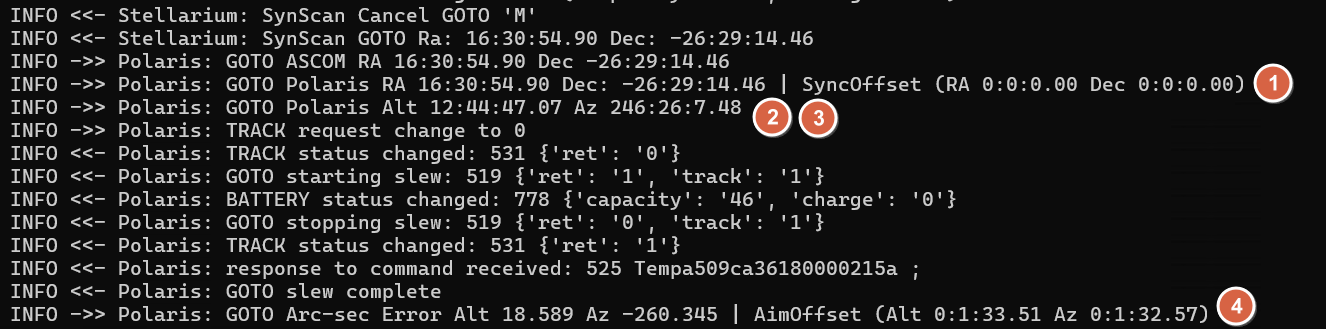 INFO <<- Stellarium: SynScan Cancel GOTO 'M'
INFO <<- Stellarium: SynScan GOTO Ra: 16:30:54.90 Dec: -26:29:14.46
INFO ->> Polaris: GOTO ASCOM RA 16:30:54.90 Dec -26:29:14.46
INFO ->> Polaris: GOTO Polaris RA 16:30:54.90 Dec: -26:29:14.46 | SyncOffset (RA 0:0:0.00 Dec 0:0:0.00) 1
INFO ->> Polaris: GOTO Polaris Alt 12:44:47.07 Az 246:26:7.48 2 3
INFO ->> Polaris: TRACK request change to 0
INFO <<- Polaris: TRACK status changed: 531 {'ret': '0'}
INFO <<- Polaris: GOTO starting slew: 519 {'ret': '1', 'track': '1'}
INFO <<- Polaris: BATTERY status changed: 778 {'capacity': '46', 'charge': '0'}
INFO <<- Polaris: GOTO stopping slew: 519 {'ret': '0', 'track': '1'}
INFO <<- Polaris: TRACK status changed: 531 {'ret': '1'}
INFO <<- Polaris: response to command received: 525 Tempa509ca36180000215a ;
INFO <<- Polaris: GOTO slew complete
INFO ->> Polaris: GOTO Arc-sec Error Alt 18.589 Az -260.345 | AimOffset (Alt 0:1:33.51 Az 0:1:32.57) 4